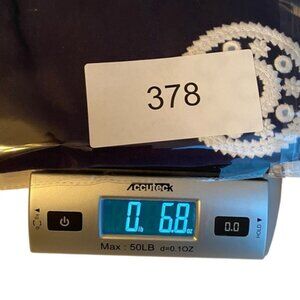 378
Accuteck
0 lb 6.8 oz
0.0
HOLD
Max : 50LB d=0.1OZ